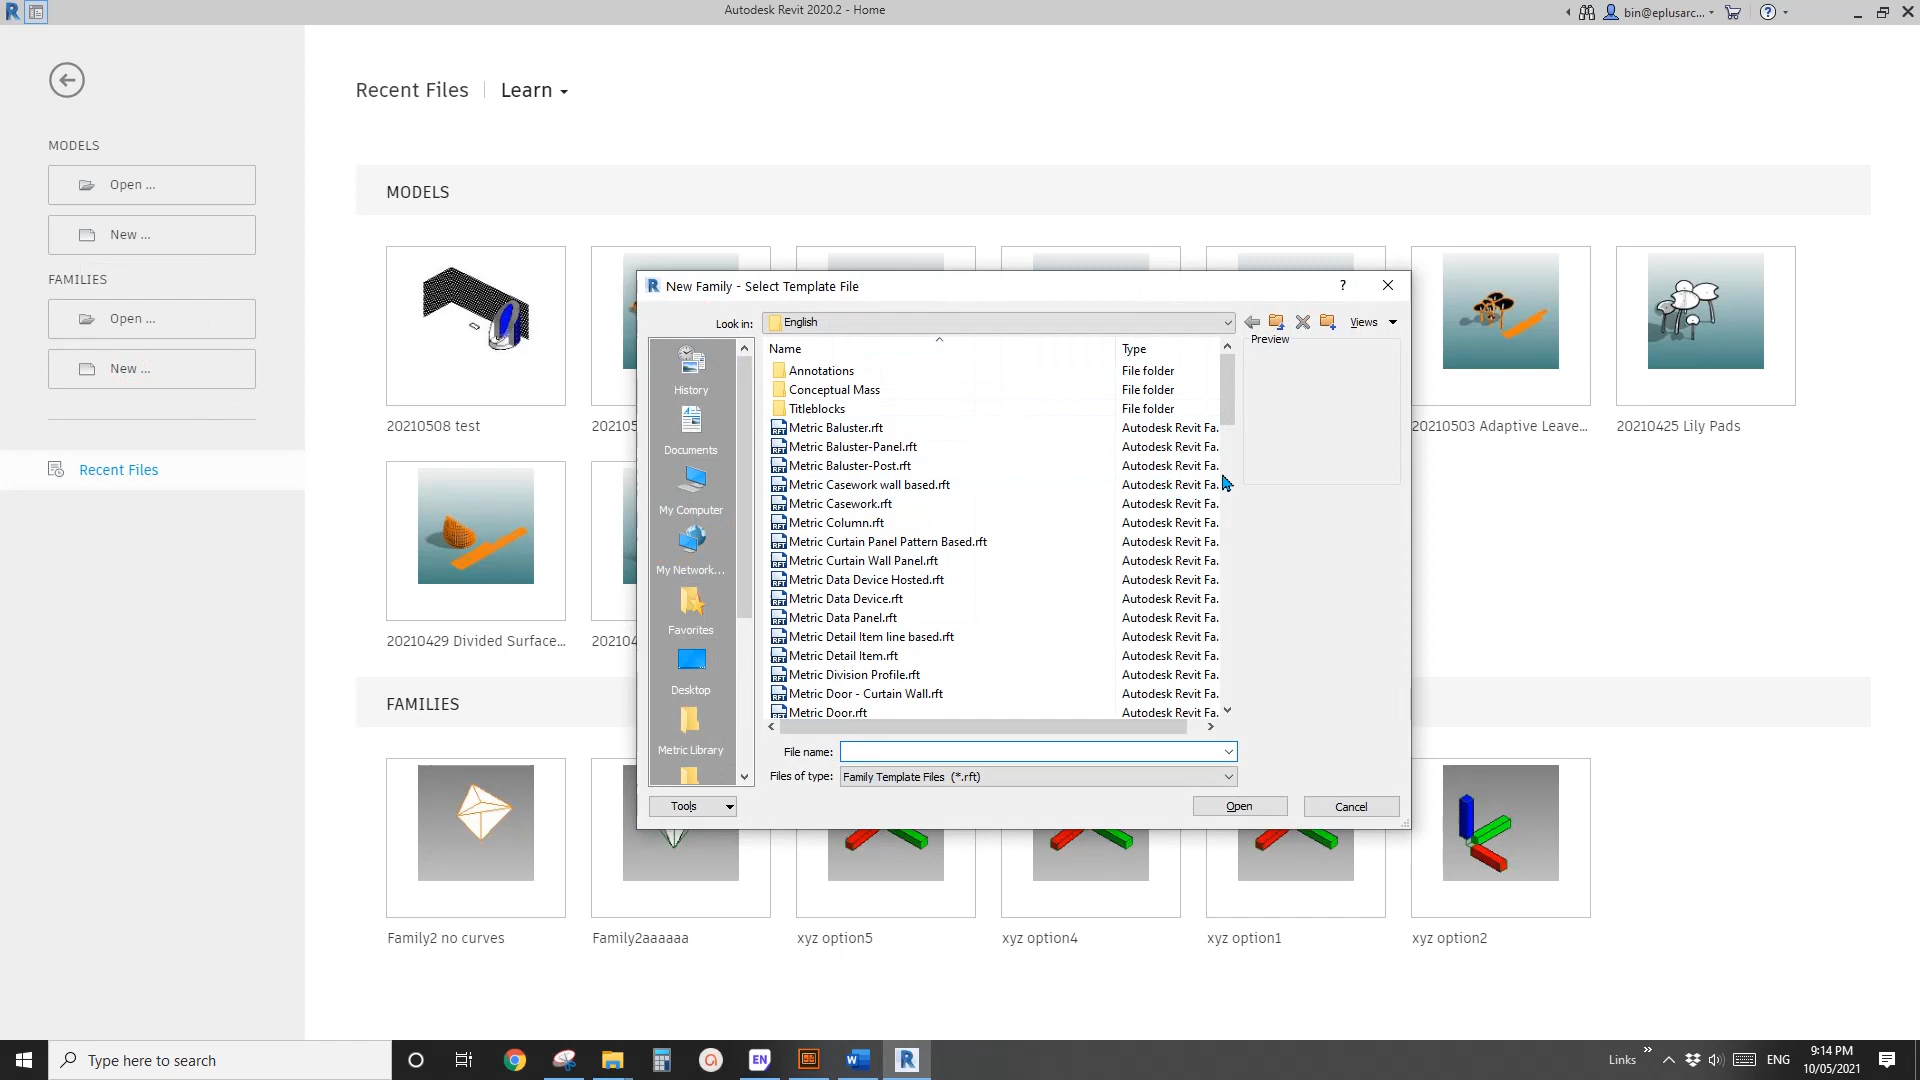 Autodesk Revit 2020.2 - Home
bin@eplusarc...
Recent Files
Learn
MODELS
Open ...
New ...
FAMILIES
Open ...
New ...
Recent Files
MODELS
20210508 test
20210503 Adaptive Leave...
20210425 Lily Pads
20210429 Divided Surface...
FAMILIES
Family2 no curves
Family2aaaaaa
xyz option5
xyz option4
xyz option1
xyz option2
New Family - Select Template File
Look in:
English
Views
Preview
History
Documents
My Computer
My Network...
Favorites
Desktop
Metric Library
Name
Type
Annotations
File folder
Conceptual Mass
File folder
Titleblocks
File folder
Metric Baluster.rft
Autodesk Revit Fa.
Metric Baluster-Panel.rft
Autodesk Revit Fa.
Metric Baluster-Post.rft
Autodesk Revit Fa.
Metric Casework wall based.rft
Autodesk Revit Fa.
Metric Casework.rft
Autodesk Revit Fa.
Metric Column.rft
Autodesk Revit Fa.
Metric Curtain Panel Pattern Based.rft
Autodesk Revit Fa.
Metric Curtain Wall Panel.rft
Autodesk Revit Fa.
Metric Data Device Hosted.rft
Autodesk Revit Fa.
Metric Data Device.rft
Autodesk Revit Fa.
Metric Data Panel.rft
Autodesk Revit Fa.
Metric Detail Item line based.rft
Autodesk Revit Fa.
Metric Detail Item.rft
Autodesk Revit Fa.
Metric Division Profile.rft
Autodesk Revit Fa.
Metric Door - Curtain Wall.rft
Autodesk Revit Fa.
Metric Door.rft
Autodesk Revit Fa.
File name:
Files of type:
Family Template Files (*.rft)
Tools
Open
Cancel
Type here to search
EN
Links
ENG
9:14 PM
10/05/2021